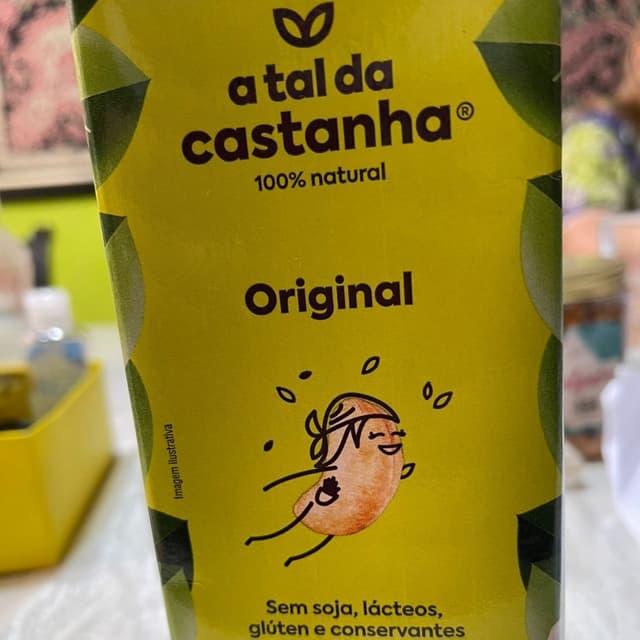 a tal da
castanha®
100% natural
Original
Imagem ilustrativa
Sem soja, lácteos,
glúten e conservantes